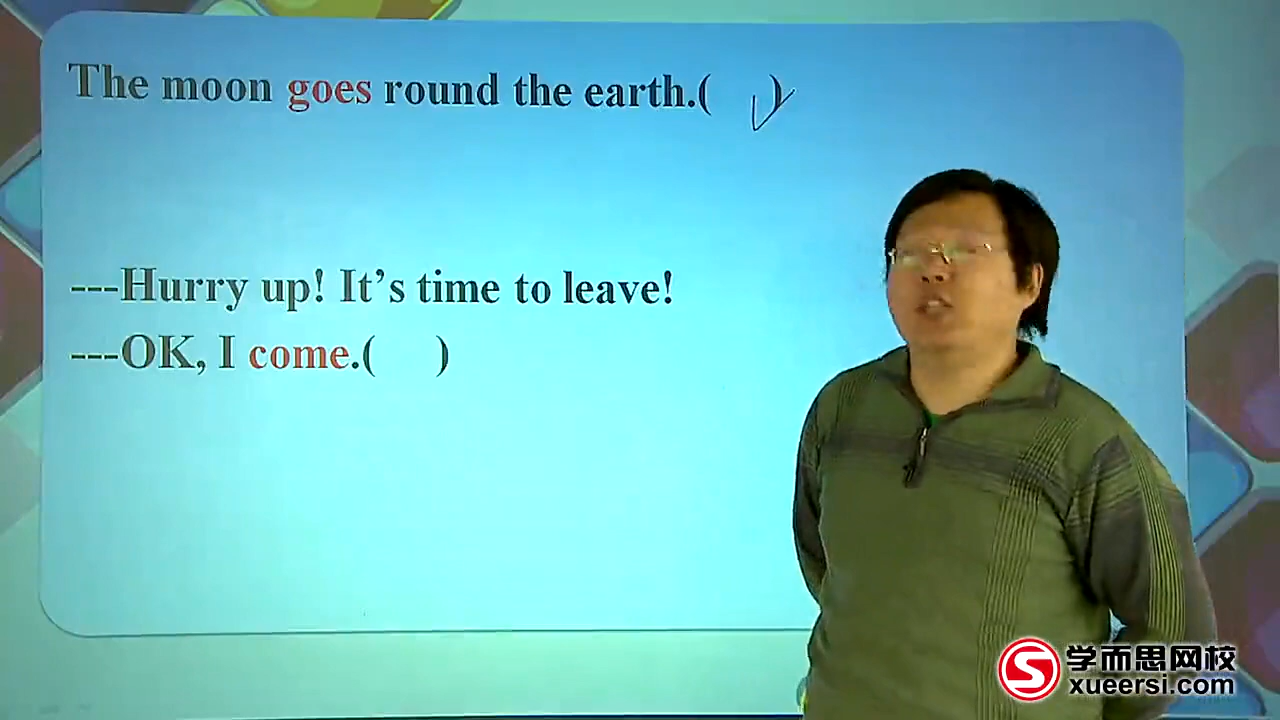 The moon goes round the earth.( )
---Hurry up! It’s time to leave!
---OK, I come.( )
学而思网校
xueersi.com